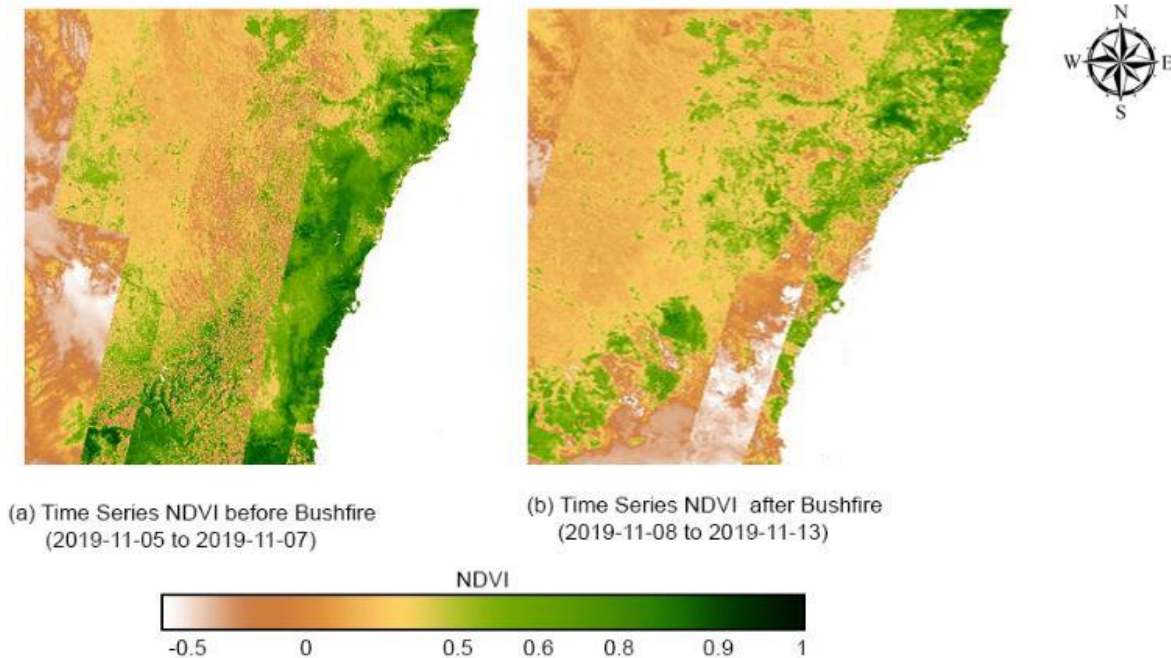 N
W E
S
(a) Time Series NDVI before Bushfire
(2019-11-05 to 2019-11-07)
(b) Time Series NDVI after Bushfire
(2019-11-08 to 2019-11-13)
NDVI
-0.5 0 0.5 0.6 0.8 0.9 1